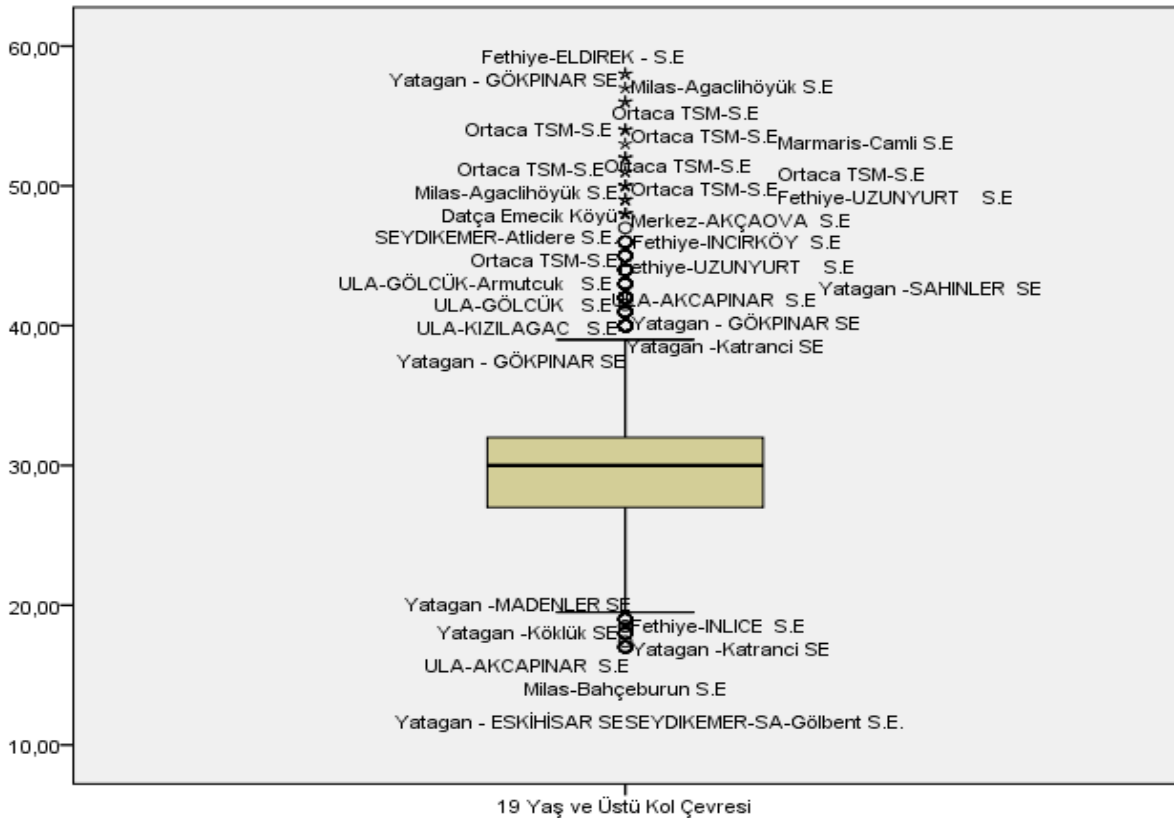 60,00
Fethiye-ELDIREK - S.E
Yatagan - GÖKPINAR SE
Milas-Agaclihöyük S.E
Ortaca TSM-S.E
Ortaca TSM-S.E
Ortaca TSM-S.E
Marmaris-Camli S.E
Ortaca TSM-S.E
Ortaca TSM-S.E
Ortaca TSM-S.E
50,00
Milas-Agaclihöyük S.E
Ortaca TSM-S.E
Fethiye-UZUNYURT S.E
Datça Emecik Köyü
Merkez-AKÇAOVA S.E
SEYDIKEMER-Atlidere S.E.
Fethiye-INCIRKÖY S.E
Ortaca TSM-S.E
Fethiye-UZUNYURT S.E
ULA-GÖLCÜK-Armutcuk S.E
Yatagan -SAHINLER SE
ULA-GÖLCÜK S.E
ULA-AKCAPINAR S.E
40,00
ULA-KIZILAGAC S.E
Yatagan - GÖKPINAR SE
Yatagan -Katranci SE
Yatagan - GÖKPINAR SE
30,00
20,00
Yatagan -MADENLER SE
Fethiye-INLICE S.E
Yatagan -Köklük SE
Yatagan -Katranci SE
ULA-AKCAPINAR S.E
Milas-Bahçeburun S.E
Yatagan - ESKİHİSAR SE
SEYDIKEMER-SA-Gölbent S.E.
10,00
19 Yaş ve Üstü Kol Çevresi